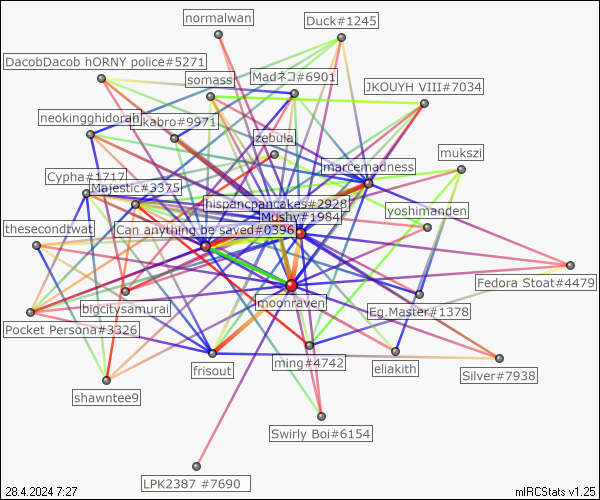 normalwan
Duck#1245
DacobDacob hORNY police#5271
somass
Madネコ#6901
JKOUYH VIII#7034
neokingghidorah
kabro#9971
zebula
mukszi
marcemadness
Cypha#1717
Majestic#3375
hispancpancakes#2928
yoshimanden
Moshy#1984
Can anything be saved#0396
thesecondtwat
Fedora Stoat#4479
moonraven
bigcitysamurai
Eg.Master#1378
Pocket Persona#3326
frisout
ming#4742
eliakith
Silver#7938
shawntee9
Swirly Boi#6154
LPK2387 #7690
28.4.2024 7:27
mIRCStats v1.25